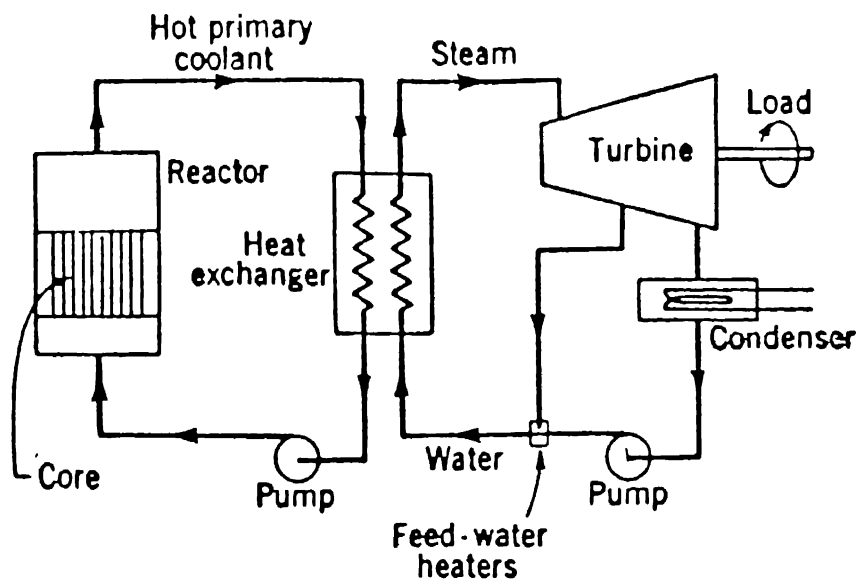 Hot primary
coolant
Steam
Load
Turbine
Reactor
Heat
exchanger
Condenser
Water
Core
Pump
Pump
Feed-water
heaters